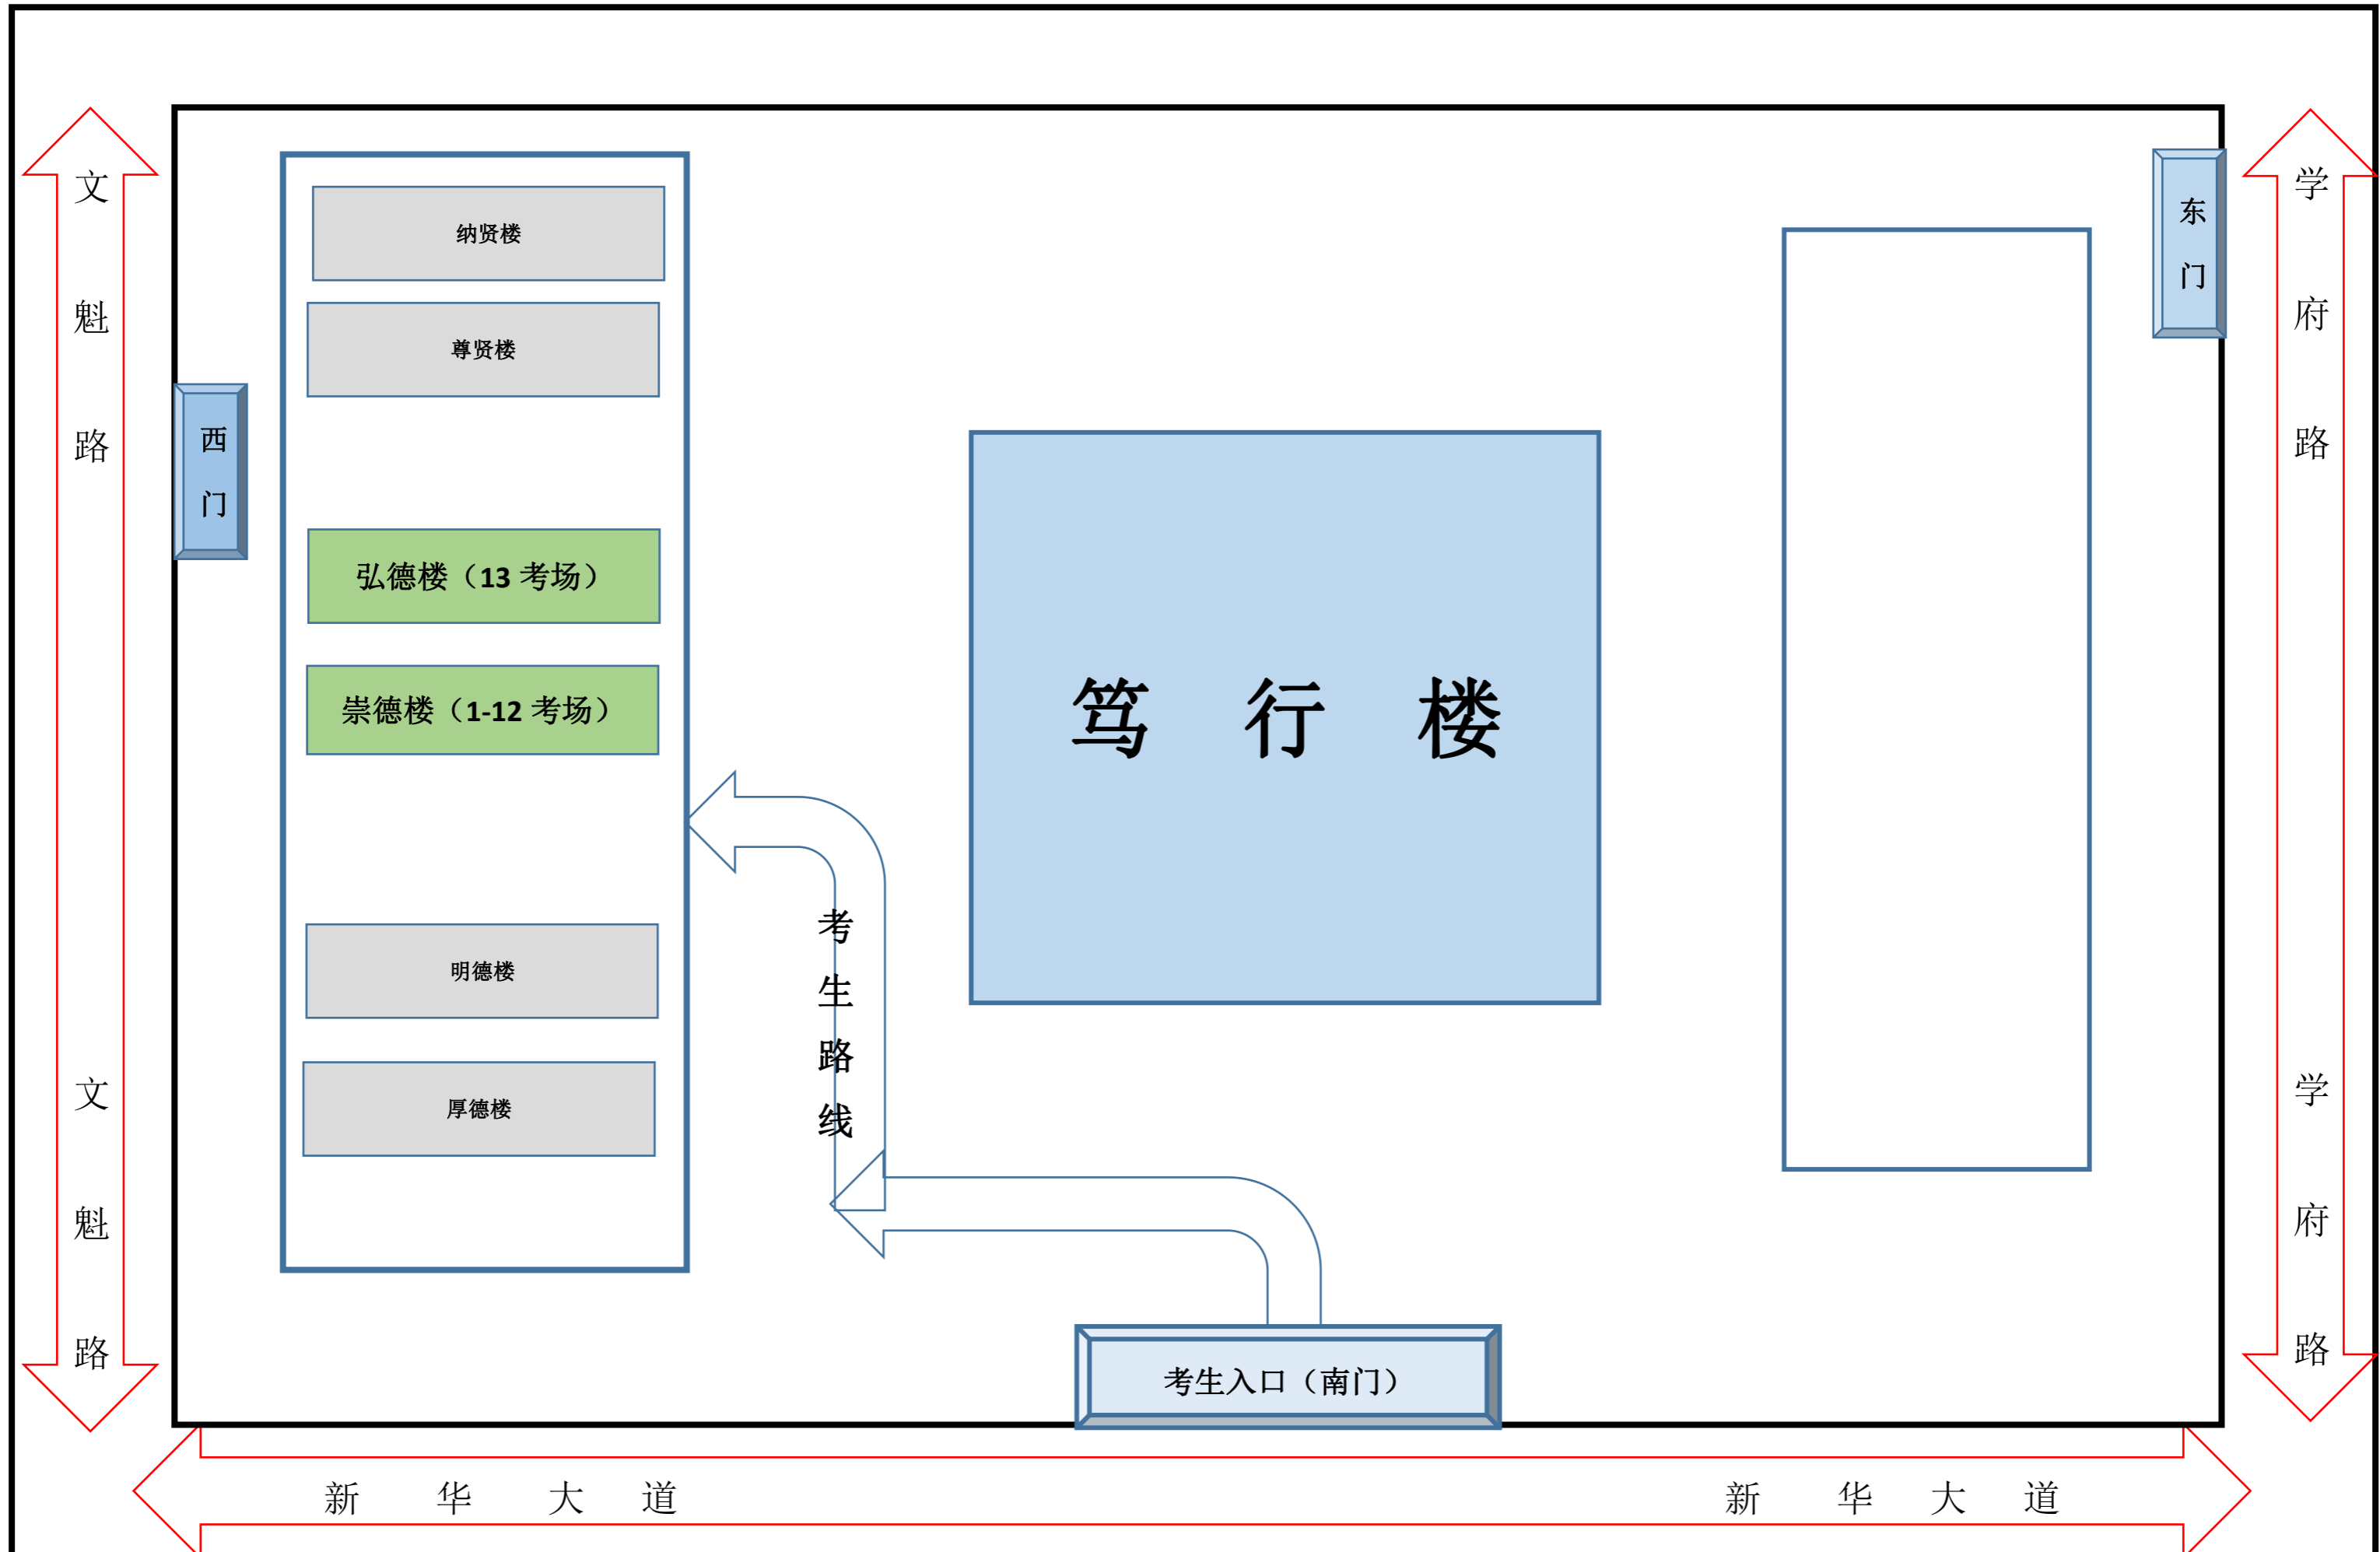 文魁路
学府路
东门
纳贤楼
尊贤楼
西门
弘德楼（13 考场）
崇德楼（1-12 考场）
笃行楼
考生路线
明德楼
厚德楼
文魁路
学府路
考生入口（南门）
新华大道
新华大道